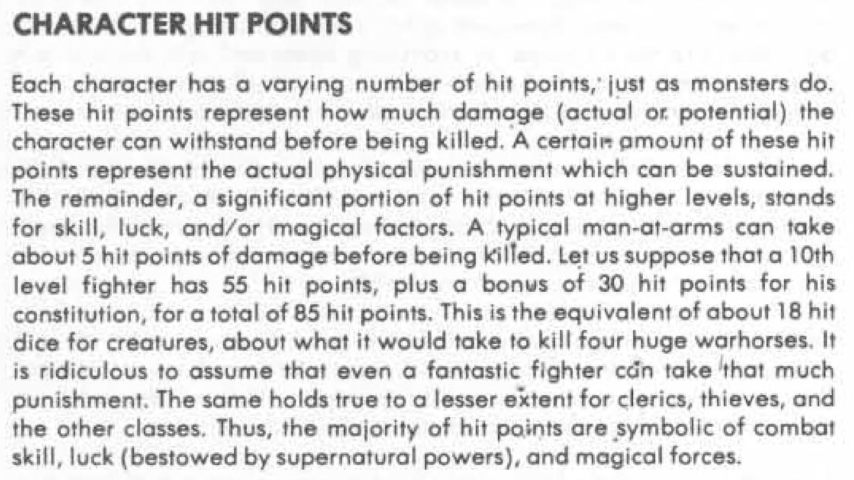 CHARACTER HIT POINTS
Each character has a varying number of hit points, just as monsters do.
These hit points represent how much damage (actual or potential) the
character can withstand before being killed. A certain amount of these hit
points represent the actual physical punishment which can be sustained.
The remainder, a significant portion of hit points at higher levels, stands
for skill, luck, and/or magical factors. A typical man-at-arms can take
about 5 hit points of damage before being killed. Let us suppose that a 10th
level fighter has 55 hit points, plus a bonus of 30 hit points for his
constitution, for a total of 85 hit points. This is the equivalent of about 18 hit
dice for creatures, about what it would take to kill four huge warhorses. It
is ridiculous to assume that even a fantastic fighter can take that much
punishment. The same holds true to a lesser extent for clerics, thieves, and
the other classes. Thus, the majority of hit points are symbolic of combat
skill, luck (bestowed by supernatural powers), and magical forces.